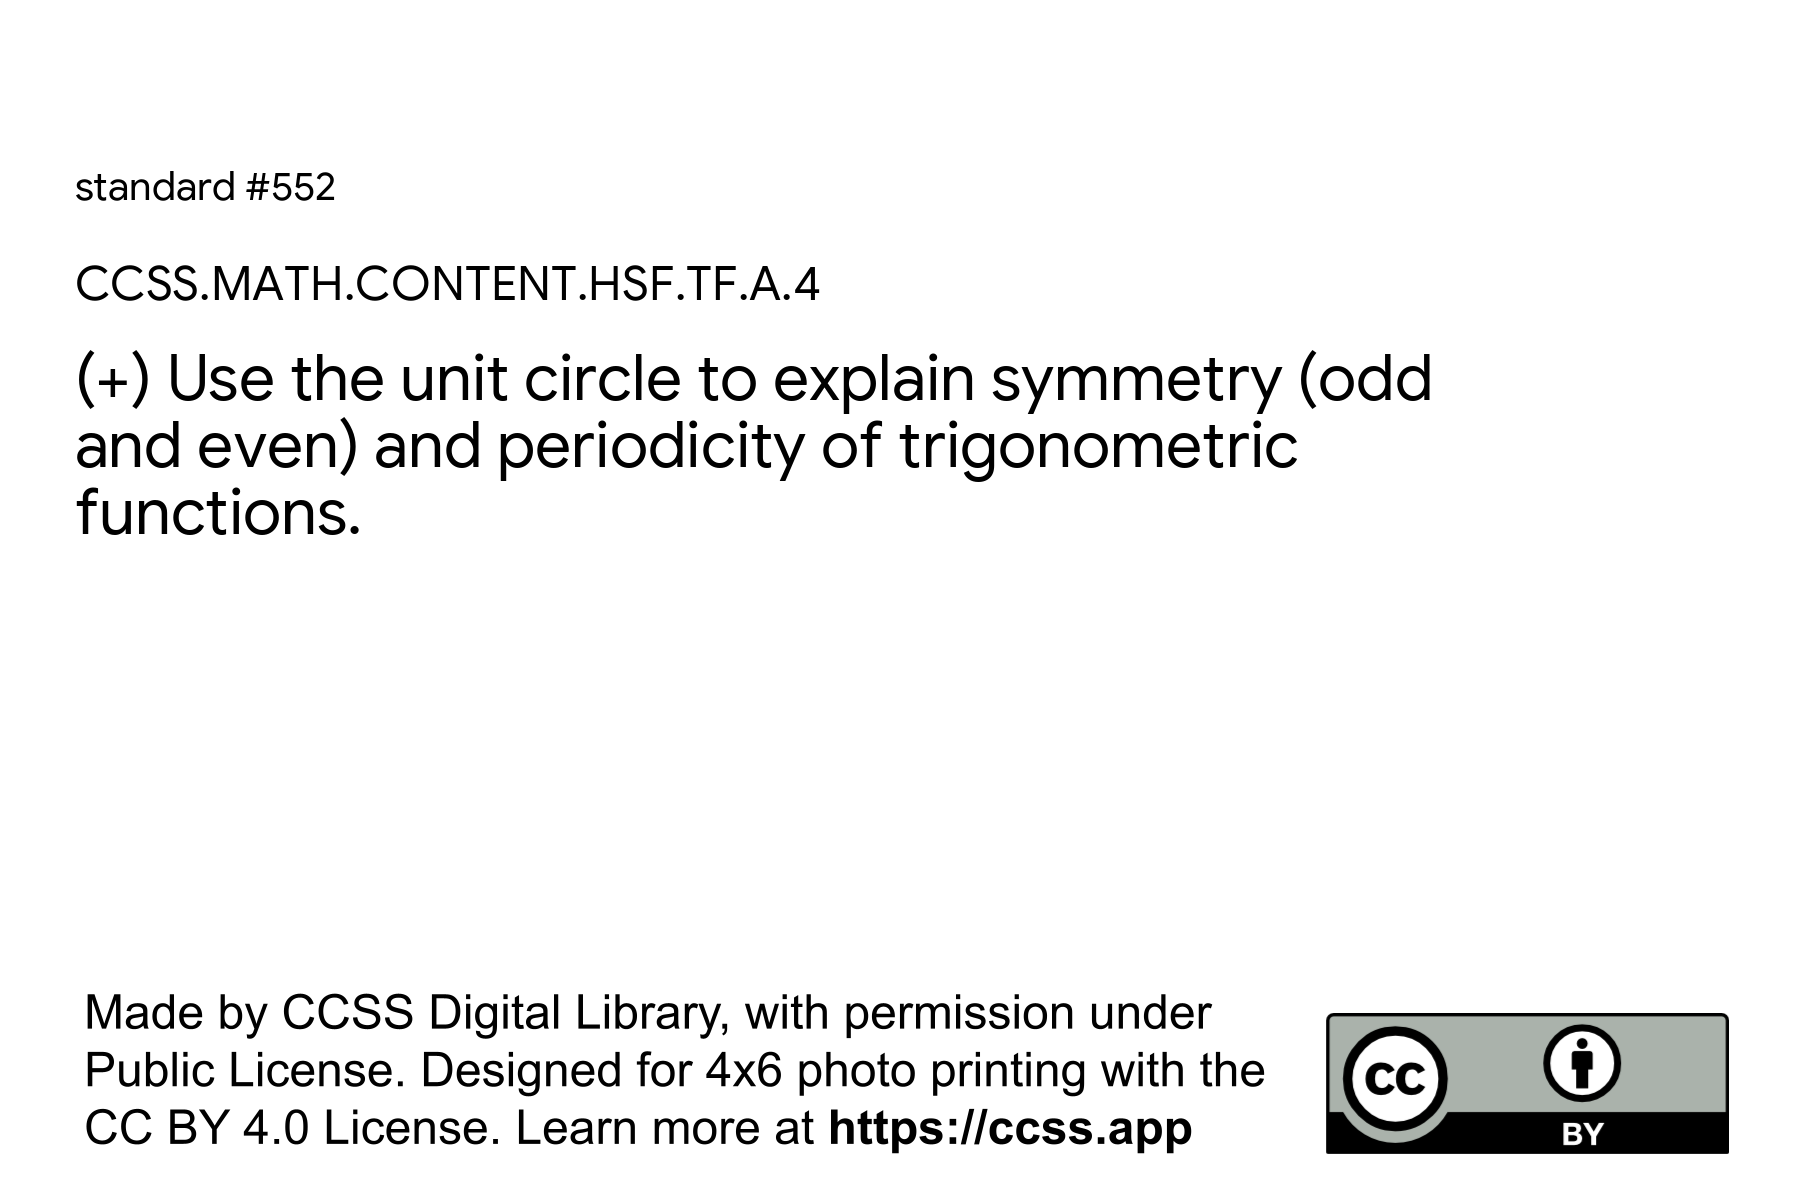 standard #552
CCSS.MATH.CONTENT.HSF.TF.A.4
(+) Use the unit circle to explain symmetry (odd
and even) and periodicity of trigonometric
functions.
Made by CCSS Digital Library, with permission under
Public License. Designed for 4x6 photo printing with the
CC BY 4.0 License. Learn more at https://ccss.app
CC
BY